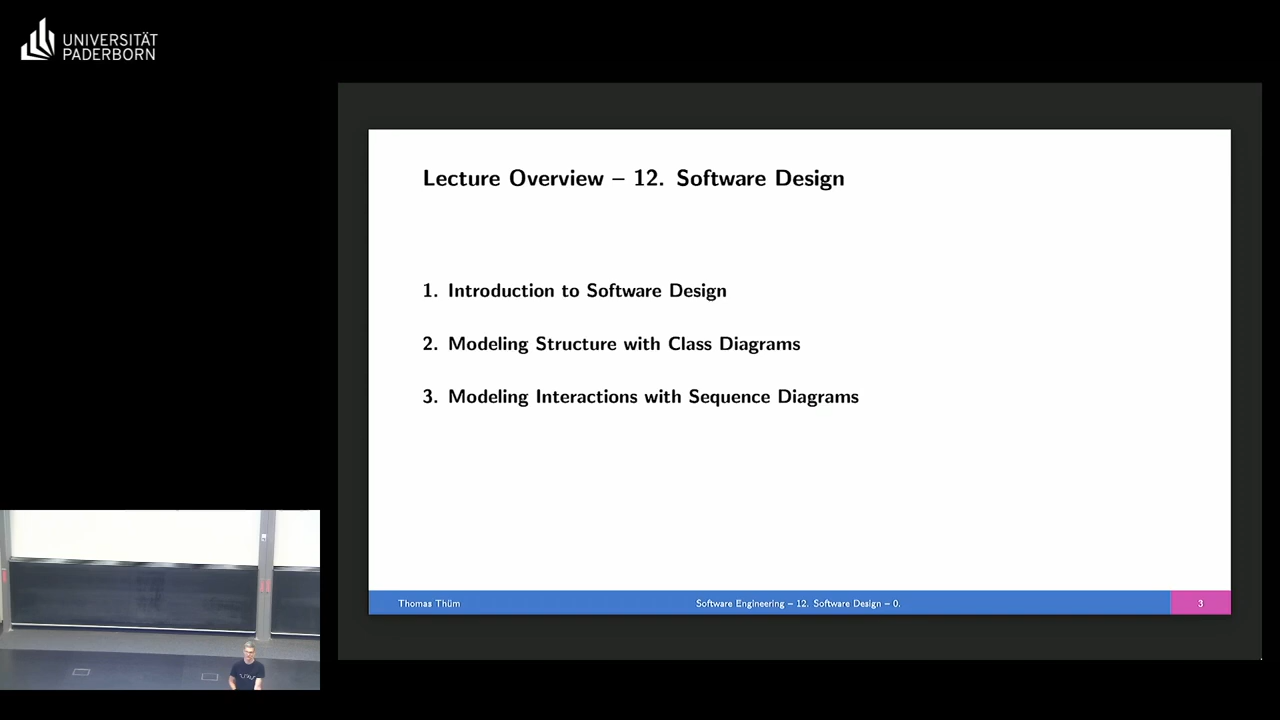 UNIVERSITÄT
PADERBORN
Lecture Overview – 12. Software Design
1. Introduction to Software Design
2. Modeling Structure with Class Diagrams
3. Modeling Interactions with Sequence Diagrams
Thomas Thüm
Software Engineering – 12. Software Design – 0.
3